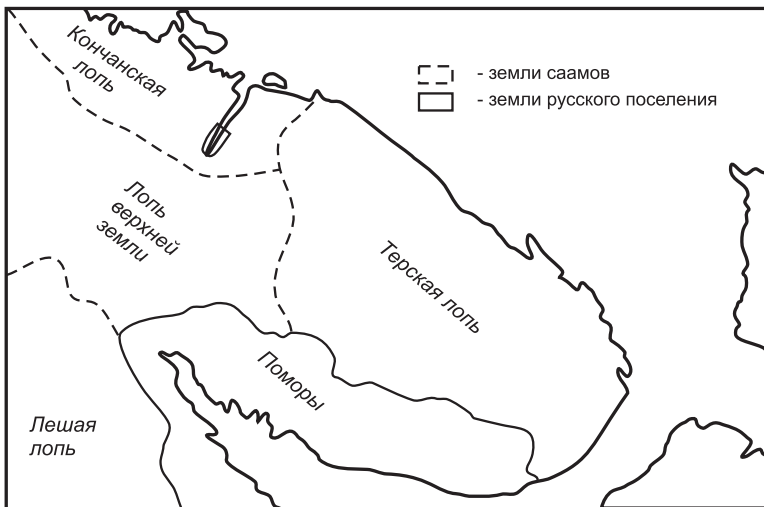 Кончанская
лопь
- земли саамов
- земли русского поселения
Лопь
верхней
земли
Терская лопь
Поморы
Лешая
лопь